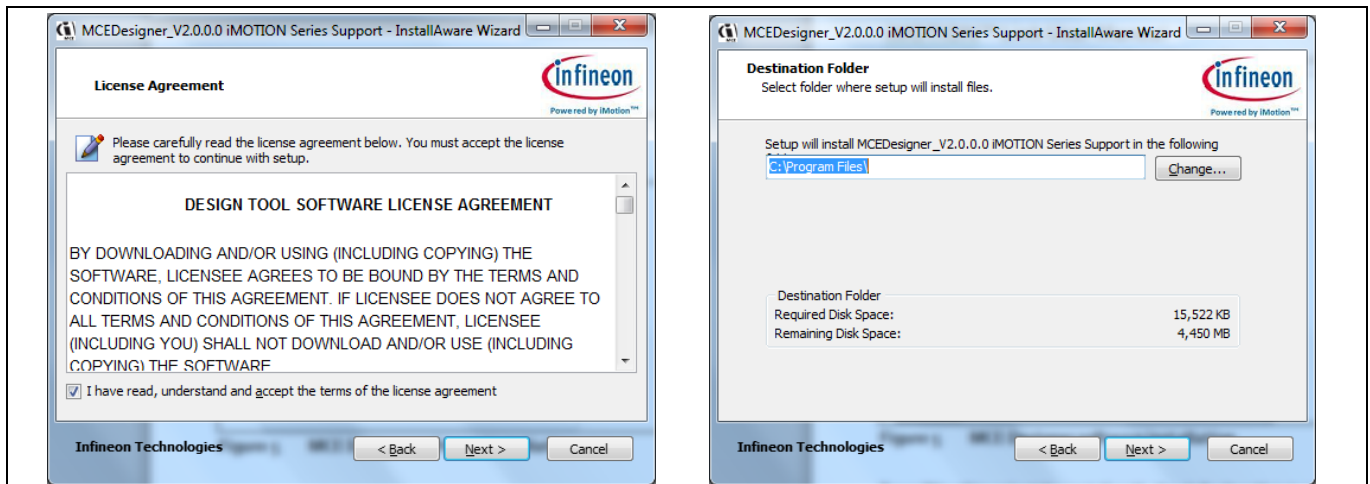 MCEDesigner_V2.0.0.0 iMOTION Series Support - InstallAware Wizard
License Agreement
infineon
Powered by iMotion™
Please carefully read the license agreement below. You must accept the license
agreement to continue with setup.
DESIGN TOOL SOFTWARE LICENSE AGREEMENT
BY DOWNLOADING AND/OR USING (INCLUDING COPYING) THE
SOFTWARE, LICENSEE AGREES TO BE BOUND BY THE TERMS AND
CONDITIONS OF THIS AGREEMENT. IF LICENSEE DOES NOT AGREE TO
ALL TERMS AND CONDITIONS OF THIS AGREEMENT, LICENSEE
(INCLUDING YOU) SHALL NOT DOWNLOAD AND/OR USE (INCLUDING
COPYING) THE SOFTWARE
I have read, understand and accept the terms of the license agreement
Infineon Technologies
< Back
Next >
Cancel
MCEDesigner_V2.0.0.0 iMOTION Series Support - InstallAware Wizard
Destination Folder
Select folder where setup will install files.
infineon
Powered by iMotion™
Setup will install MCEDesigner_V2.0.0.0 iMOTION Series Support in the following
C:\Program Files\
Change...
Destination Folder
Required Disk Space: 15,522 KB
Remaining Disk Space: 4,450 MB
Infineon Technologies
< Back
Next >
Cancel